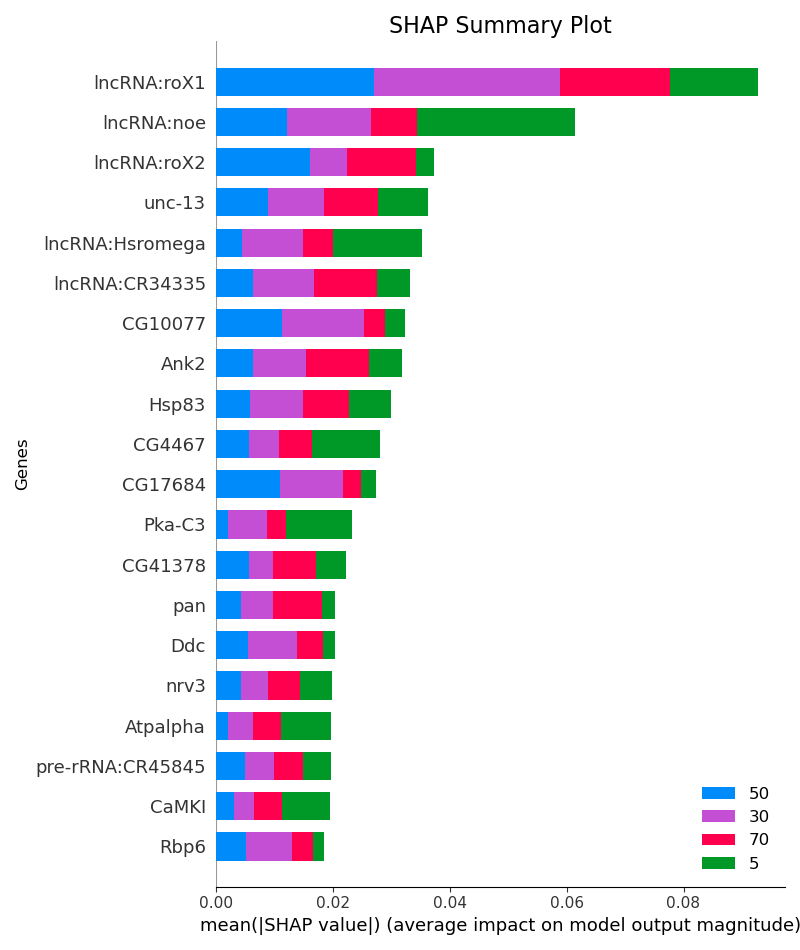 SHAP Summary Plot
lncRNA:roX1
lncRNA:noe
lncRNA:roX2
unc-13
lncRNA:Hsromega
lncRNA:CR34335
CG10077
Ank2
Hsp83
CG4467
CG17684
Pka-C3
CG41378
pan
Ddc
nrv3
Atpalpha
pre-rRNA:CR45845
CaMKI
Rbp6
Genes
50
30
70
5
0.00 0.02 0.04 0.06 0.08
mean(|SHAP value|) (average impact on model output magnitude)